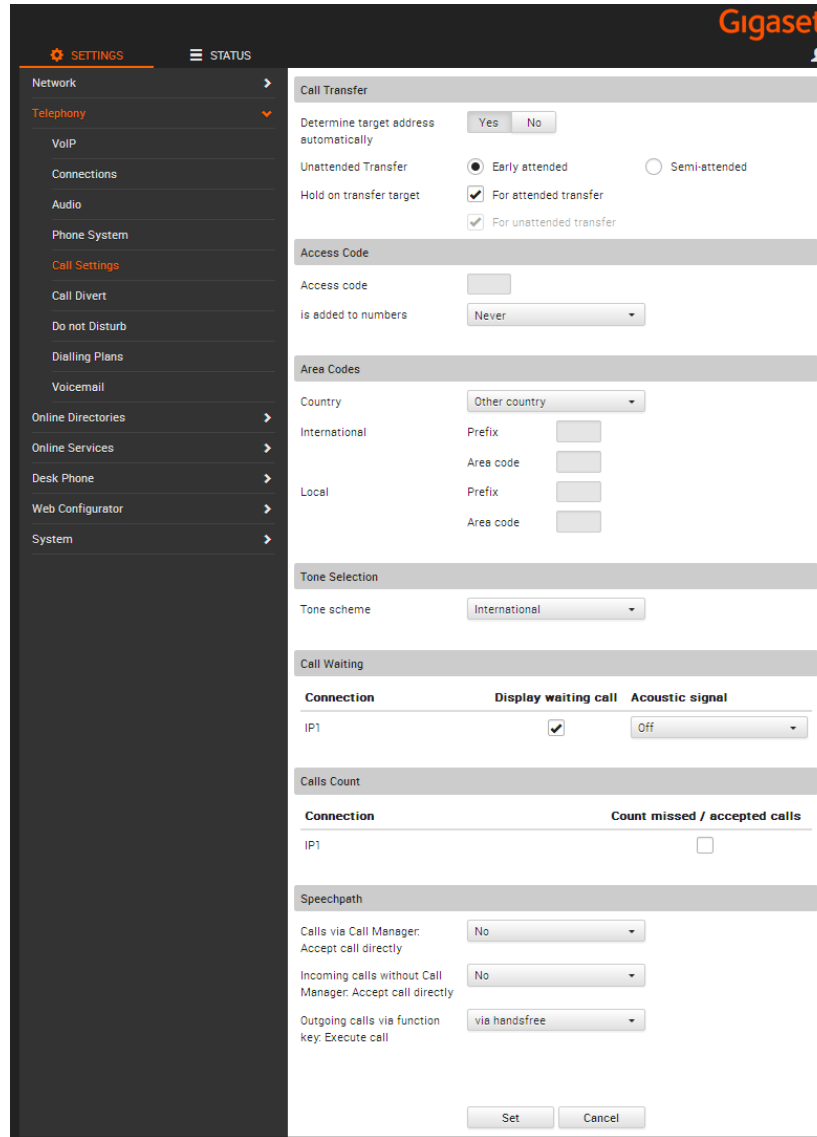 Gigaset
SETTINGS
STATUS
Network
Telephony
VoIP
Connections
Audio
Phone System
Call Settings
Call Divert
Do not Disturb
Dialling Plans
Voicemail
Online Directories
Online Services
Desk Phone
Web Configurator
System
Call Transfer
Determine target address
automatically
Yes No
Unattended Transfer Early attended Semi-attended
Hold on transfer target For attended transfer
For unattended transfer
Access Code
Access code
is added to numbers Never
Area Codes
Country Other country
International Prefix
Area code
Local Prefix
Area code
Tone Selection
Tone scheme International
Call Waiting
Connection Display waiting call Acoustic signal
IP1 Off
Calls Count
Connection Count missed / accepted calls
IP1
Speechpath
Calls via Call Manager:
Accept call directly
No
Incoming calls without Call
Manager: Accept call directly
No
Outgoing calls via function
key: Execute call
via handsfree
Set Cancel